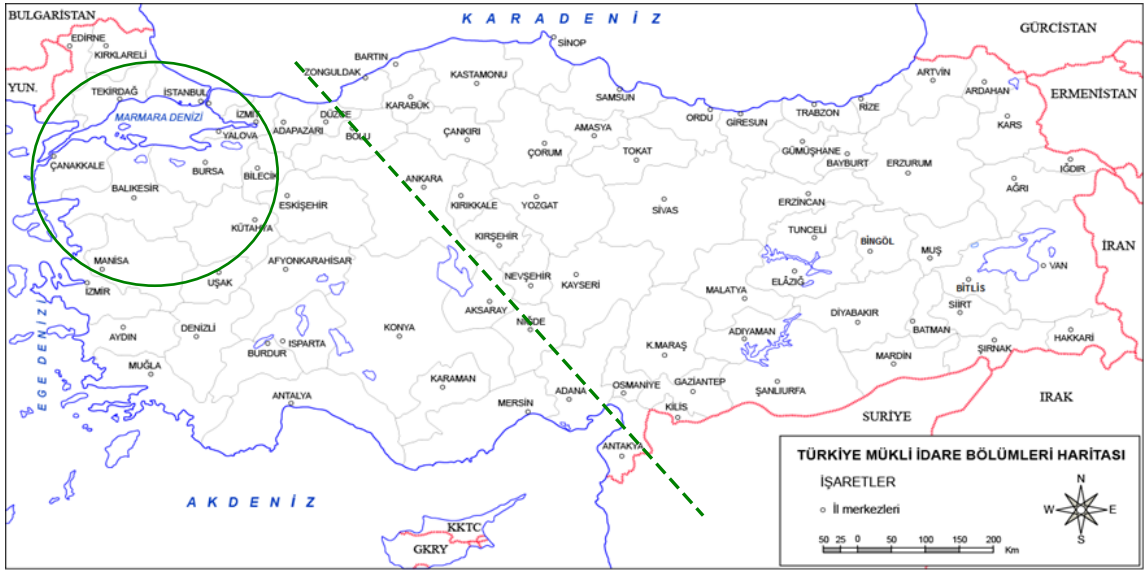 BULGARİSTAN
K A R A D E N İ Z
GÜRCİSTAN
EDİRNE
SİNOP
KIRKLARELİ
BARTIN
ZONGULDAK
KASTAMONU
ARTVİN
ARDAHAN
YUN.
TEKİRDAĞ
İSTANBUL
KARABÜK
SAMSUN
ERMENİSTAN
MARMARA DENİZİ
İZMİT
ADAPAZARI
DÜZCE
BOLU
ORDU
GİRESUN
TRABZON
RİZE
KARS
YALOVA
ÇANKIRI
AMASYA
ÇORUM
TOKAT
GÜMÜŞHANE
BAYBURT
ERZURUM
IĞDIR
ÇANAKKALE
BURSA
BİLECİK
BALIKESİR
ANKARA
AĞRI
ESKİŞEHİR
KIRIKKALE
YOZGAT
SİVAS
ERZİNCAN
KÜTAHYA
KIRŞEHİR
TUNCELİ
BİNGÖL
MUŞ
İRAN
MANİSA
AFYONKARAHİSAR
VAN
UŞAK
NEVŞEHİR
KAYSERİ
ELÂZIĞ
BİTLİS
İZMİR
MALATYA
SİİRT
AKSARAY
DİYABAKIR
BATMAN
EGE DENİZİ
AYDIN
DENİZLİ
KONYA
NİĞDE
ADIYAMAN
HAKKARİ
BURDUR
ISPARTA
K.MARAŞ
MARDİN
ŞIRNAK
MUĞLA
KARAMAN
ADANA
OSMANİYE
GAZİANTEP
ŞANLIURFA
ANTALYA
MERSİN
KİLİS
SURİYE
IRAK
ANTAKYA
TÜRKİYE MÜKLİ İDARE BÖLÜMLERİ HARİTASI
İŞARETLER
İl merkezleri
N
W E
S
A K D E N İ Z
KKTC
GKRY
50 25 0 50 100 150 200
Km